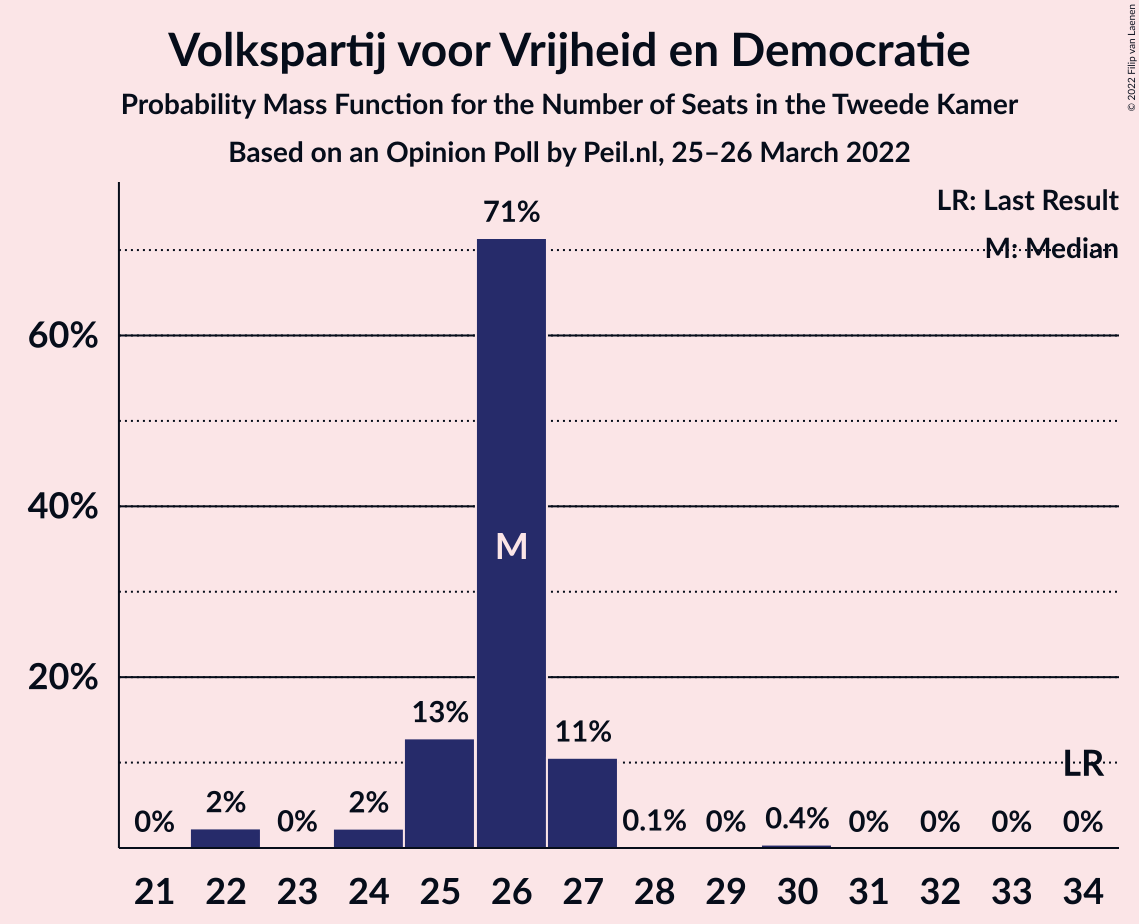 Volkspartij voor Vrijheid en Democratie
Probability Mass Function for the Number of Seats in the Tweede Kamer
Based on an Opinion Poll by Peil.nl, 25–26 March 2022
© 2022 Filip van Laenen
LR: Last Result
M: Median
71%
60%
40%
M
20%
13%
11%
LR
0%
2%
0%
2%
0.1%
0%
0.4%
0%
0%
0%
0%
21 22 23 24 25 26 27 28 29 30 31 32 33 34